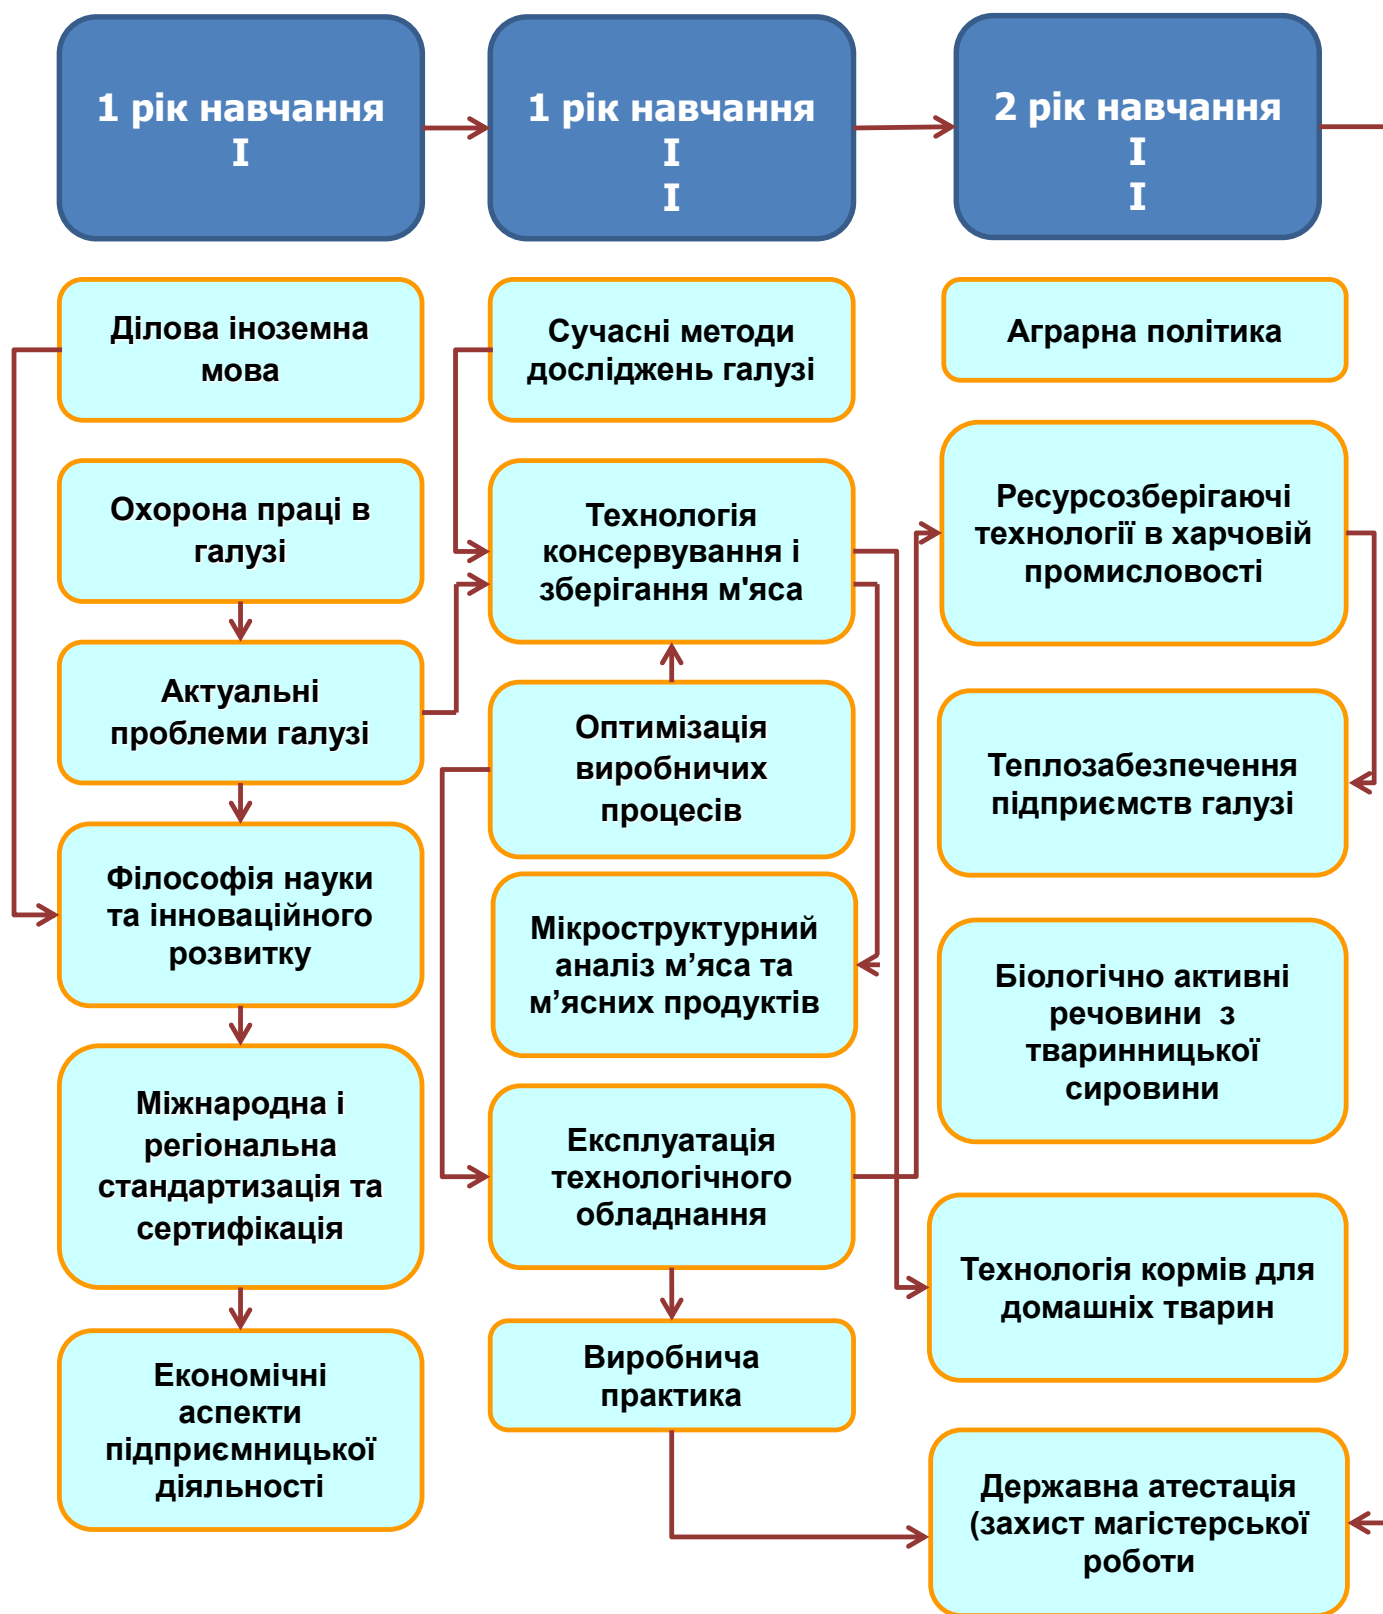 1 рік навчання
I
1 рік навчання
I
I
2 рік навчання
I
I
Ділова іноземна
мова
Охорона праці в
галузі
Актуальні
проблеми галузі
Філософія науки
та інноваційного
розвитку
Міжнародна і
регіональна
стандартизація та
сертифікація
Економічні
аспекти
підприємницької
діяльності
Сучасні методи
досліджень галузі
Технологія
консервування і
зберігання м'яса
Оптимізація
виробничих
процесів
Мікроструктурний
аналіз м’яса та
м’ясних продуктів
Експлуатація
технологічного
обладнання
Виробнича
практика
Аграрна політика
Ресурсозберігаючі
технології в харчовій
промисловості
Теплозабезпечення
підприємств галузі
Біологічно активні
речовини з
тваринницької
сировини
Технологія кормів для
домашніх тварин
Державна атестація
(захист магістерської
роботи